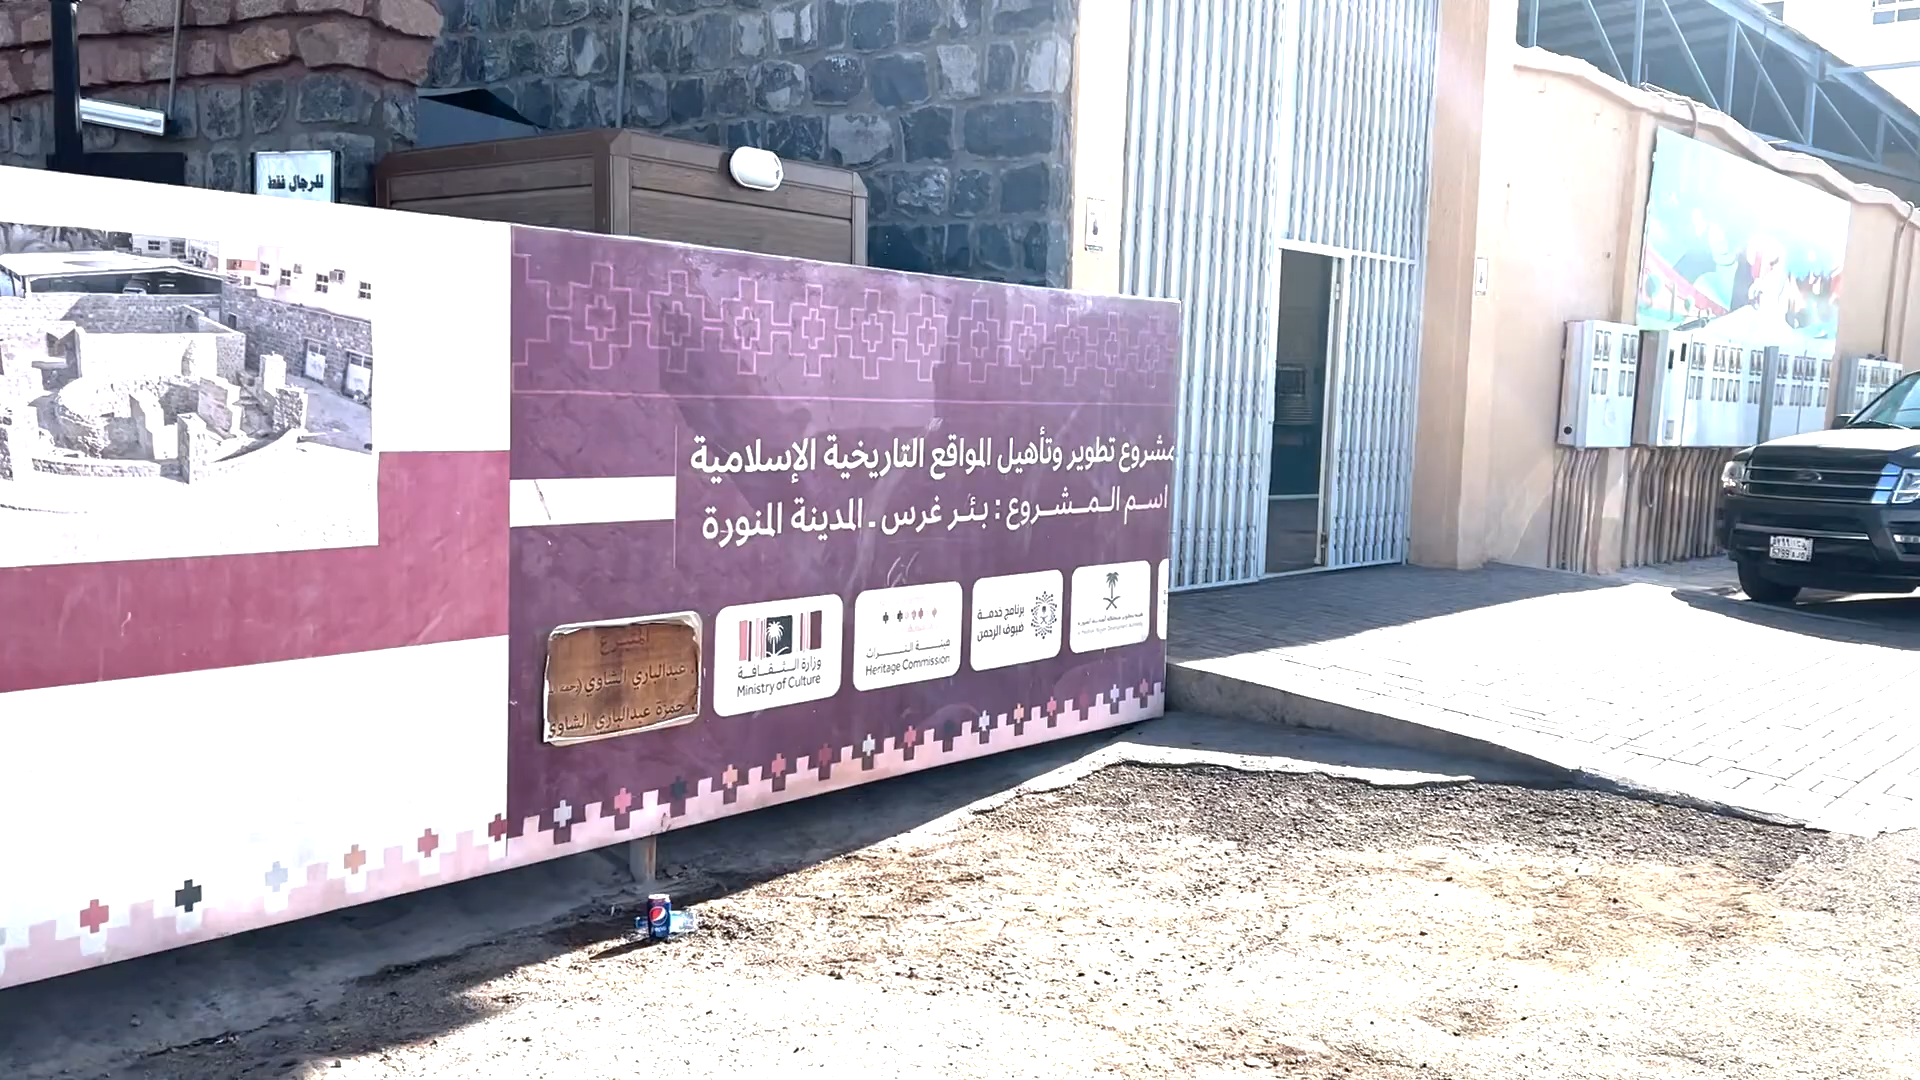 للرجال فقط
مشروع تطوير وتأهيل المواقع التاريخية الإسلامية
اسم المشروع : بئر غرس - المدينة المنورة
المتبرع
عبدالباري الشاوي
حمزة عبدالباري الشاوي
وزارة الثقافة
Ministry of Culture
هيئة التراث
Heritage Commission
برنامج خدمة
ضيوف الرحمن
pepsi